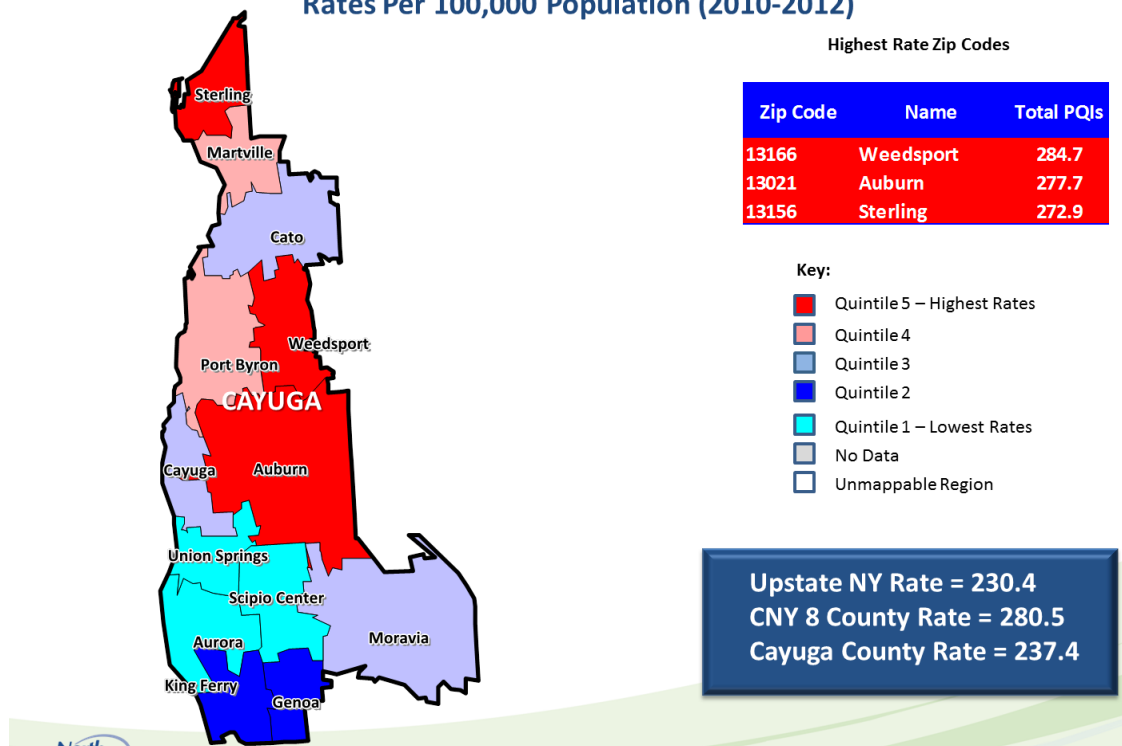 Rates Per 100,000 Population (2010-2012)
Highest Rate Zip Codes
Zip Code Name Total PQIs
13166 Weedsport 284.7
13021 Auburn 277.7
13156 Sterling 272.9
Key:
Quintile 5 – Highest Rates
Quintile 4
Quintile 3
Quintile 2
Quintile 1 – Lowest Rates
No Data
Unmappable Region
Upstate NY Rate = 230.4
CNY 8 County Rate = 280.5
Cayuga County Rate = 237.4
Sterling
Martville
Cato
Weedsport
Port Byron
CAYUGA
Cayuga
Auburn
Union Springs
Scipio Center
Aurora
Moravia
King Ferry
Genoa